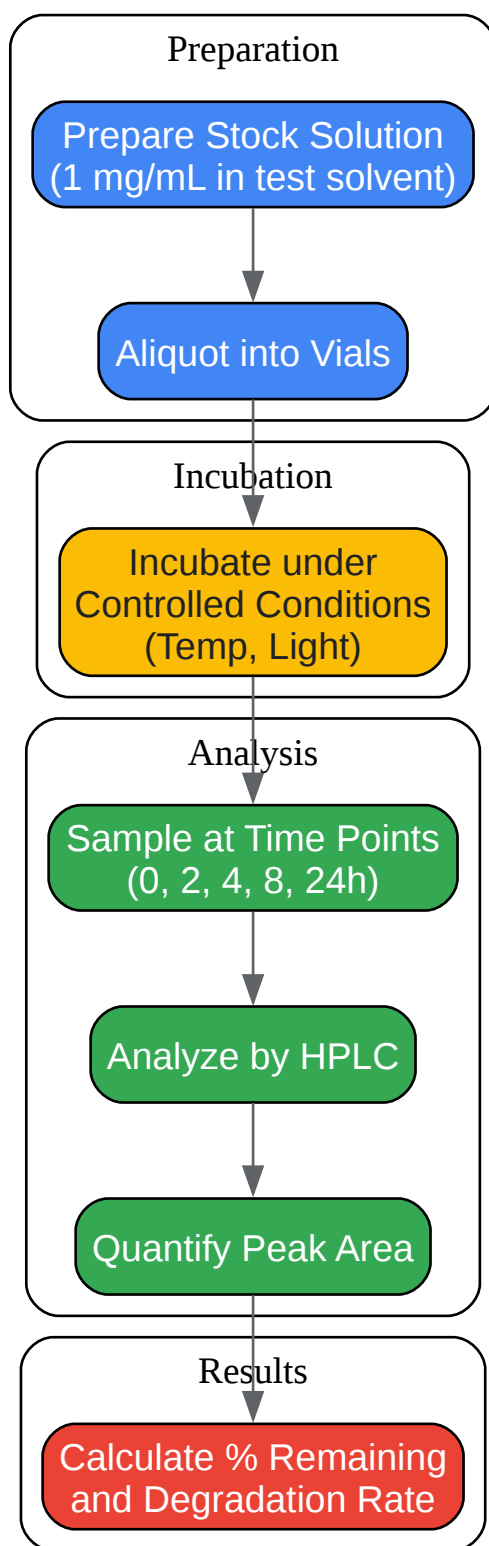 Preparation
Prepare Stock Solution
(1 mg/mL in test solvent)
Aliquot into Vials
Incubation
Incubate under
Controlled Conditions
(Temp, Light)
Analysis
Sample at Time Points
(0, 2, 4, 8, 24h)
Analyze by HPLC
Quantify Peak Area
Results
Calculate % Remaining
and Degradation Rate